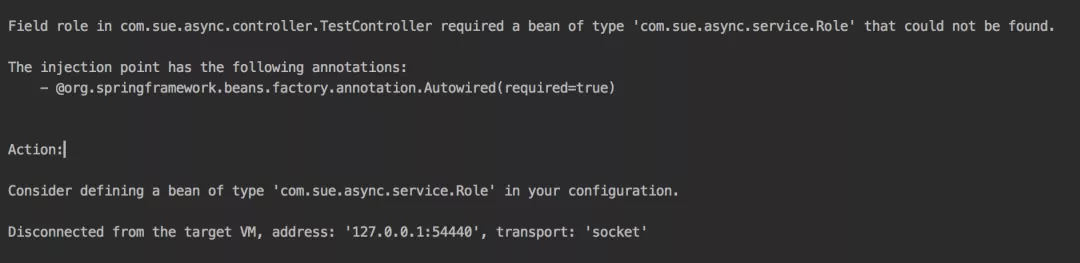 Field role in com.sue.async.controller.TestController required a bean of type 'com.sue.async.service.Role' that could not be found.
The injection point has the following annotations:
- @org.springframework.beans.factory.annotation.Autowired(required=true)
Action:
Consider defining a bean of type 'com.sue.async.service.Role' in your configuration.
Disconnected from the target VM, address: '127.0.0.1:54440', transport: 'socket'